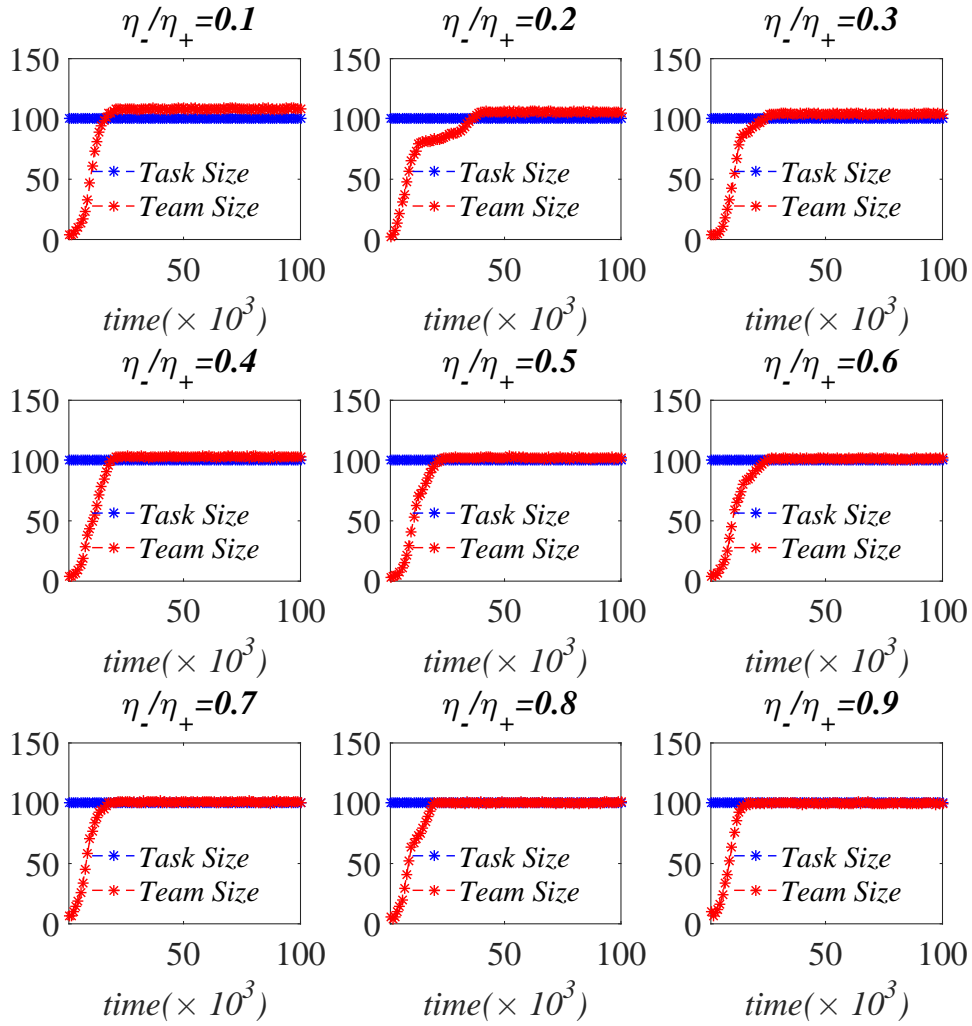 η-/η+=0.1 η-/η+=0.2 η-/η+=0.3
150 150 150
100 100 100
50 50 50
0 0 0
Task Size Task Size Task Size
Team Size Team Size Team Size
50 100 50 100 50 100
time(× 10³) time(× 10³) time(× 10³)
η-/η+=0.4 η-/η+=0.5 η-/η+=0.6
150 150 150
100 100 100
50 50 50
0 0 0
Task Size Task Size Task Size
Team Size Team Size Team Size
50 100 50 100 50 100
time(× 10³) time(× 10³) time(× 10³)
η-/η+=0.7 η-/η+=0.8 η-/η+=0.9
150 150 150
100 100 100
50 50 50
0 0 0
Task Size Task Size Task Size
Team Size Team Size Team Size
50 100 50 100 50 100
time(× 10³) time(× 10³) time(× 10³)